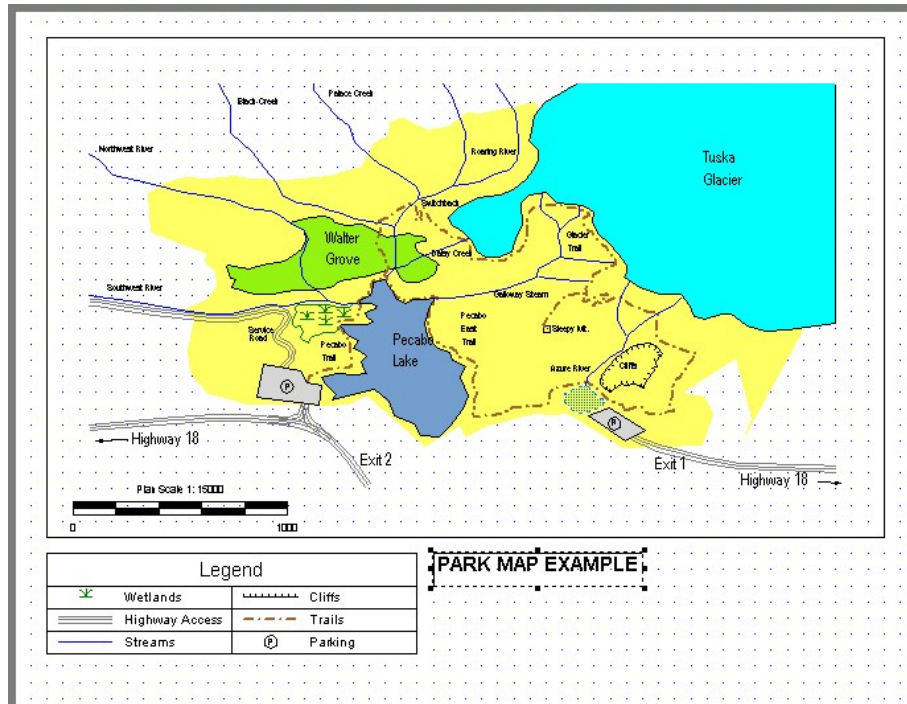 Palace Creek
Black Creek
Northwest River
Roaring River
Tuska
Glacier
Switchback
Walter
Grove
Glacier
Trail
Daisy Creek
Southwest River
Galloway Stream
Service
Road
Pecabo
Trail
Pecabo
Lake
Pecabo
East
Trail
Sleepy Mt.
Azure River
Cliffs
P
P
Highway 18
Exit 2
Exit 1
Highway 18
Plan Scale 1: 15000
0
1000
PARK MAP EXAMPLE
Legend
Wetlands
Cliffs
Highway Access
Trails
Streams
P
Parking